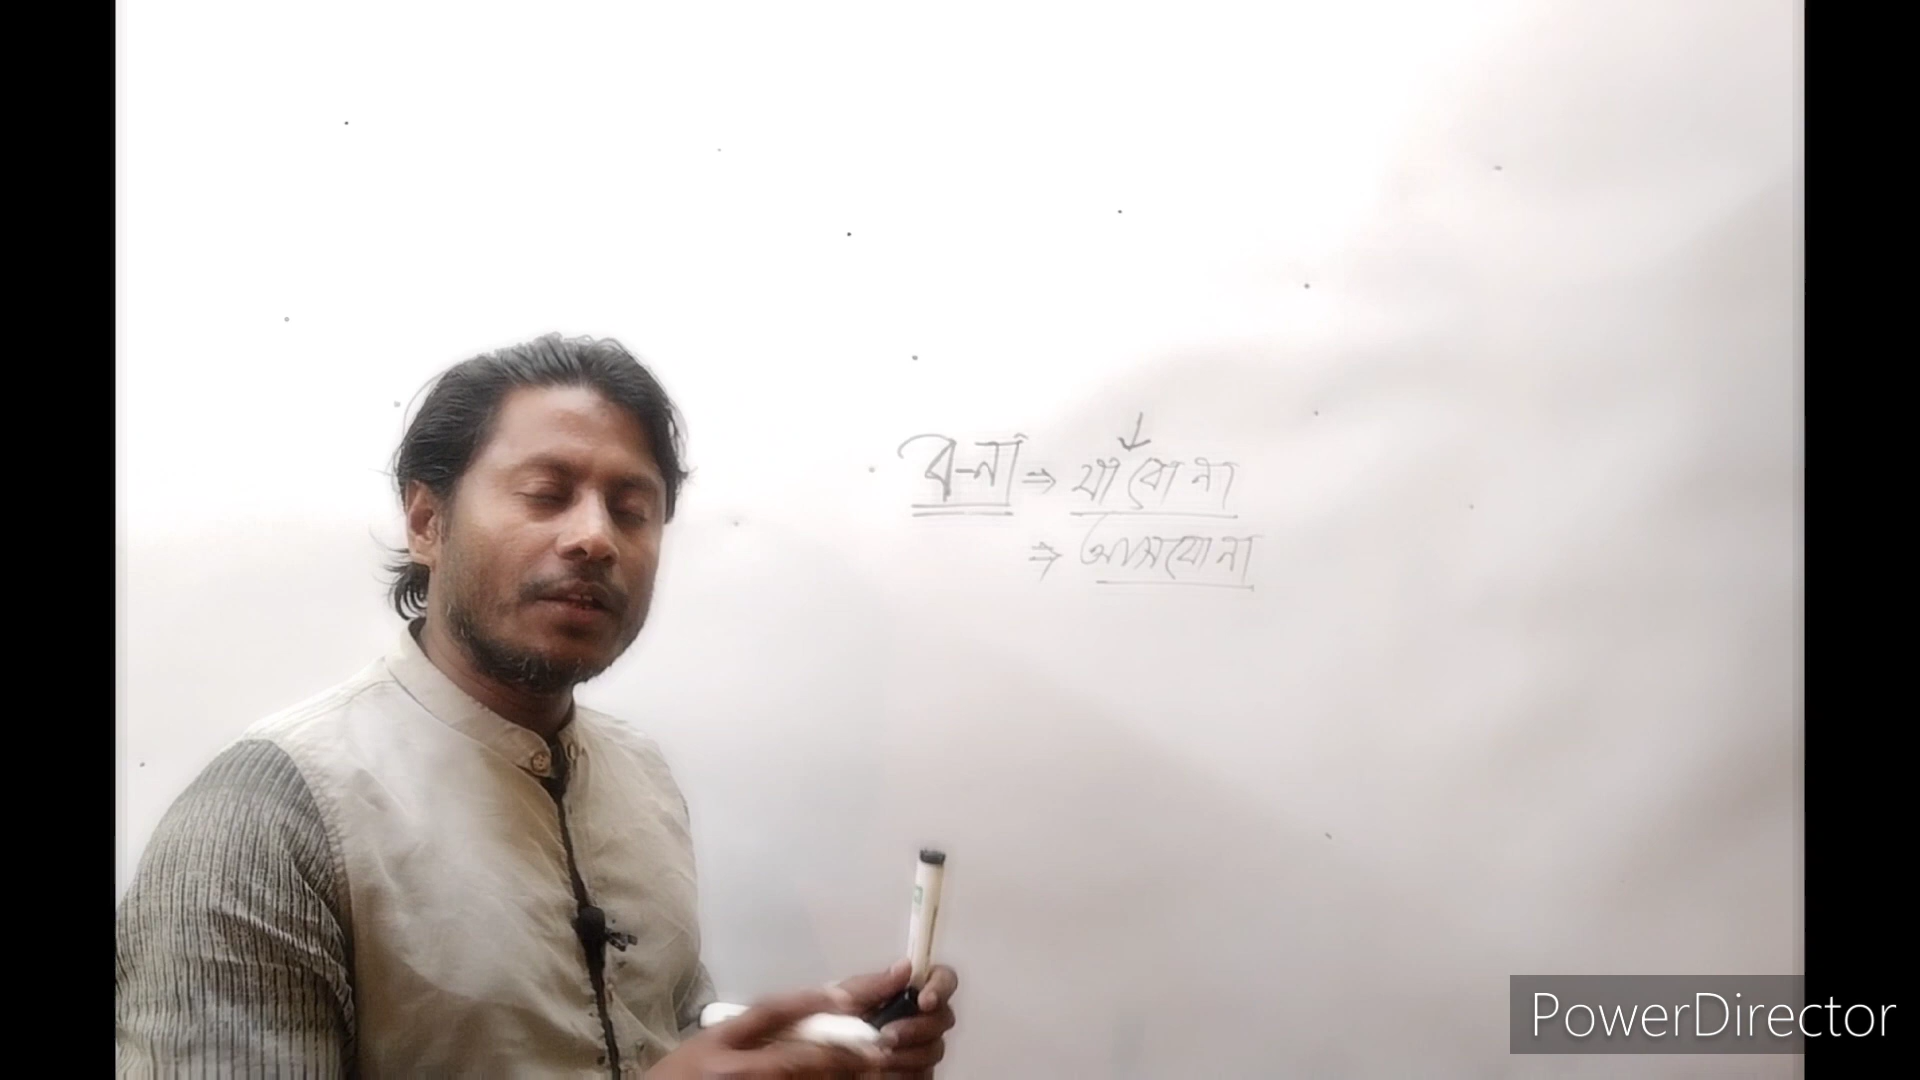 ব-না ⇒ যাবো না
⇒ আসবো না
PowerDirector